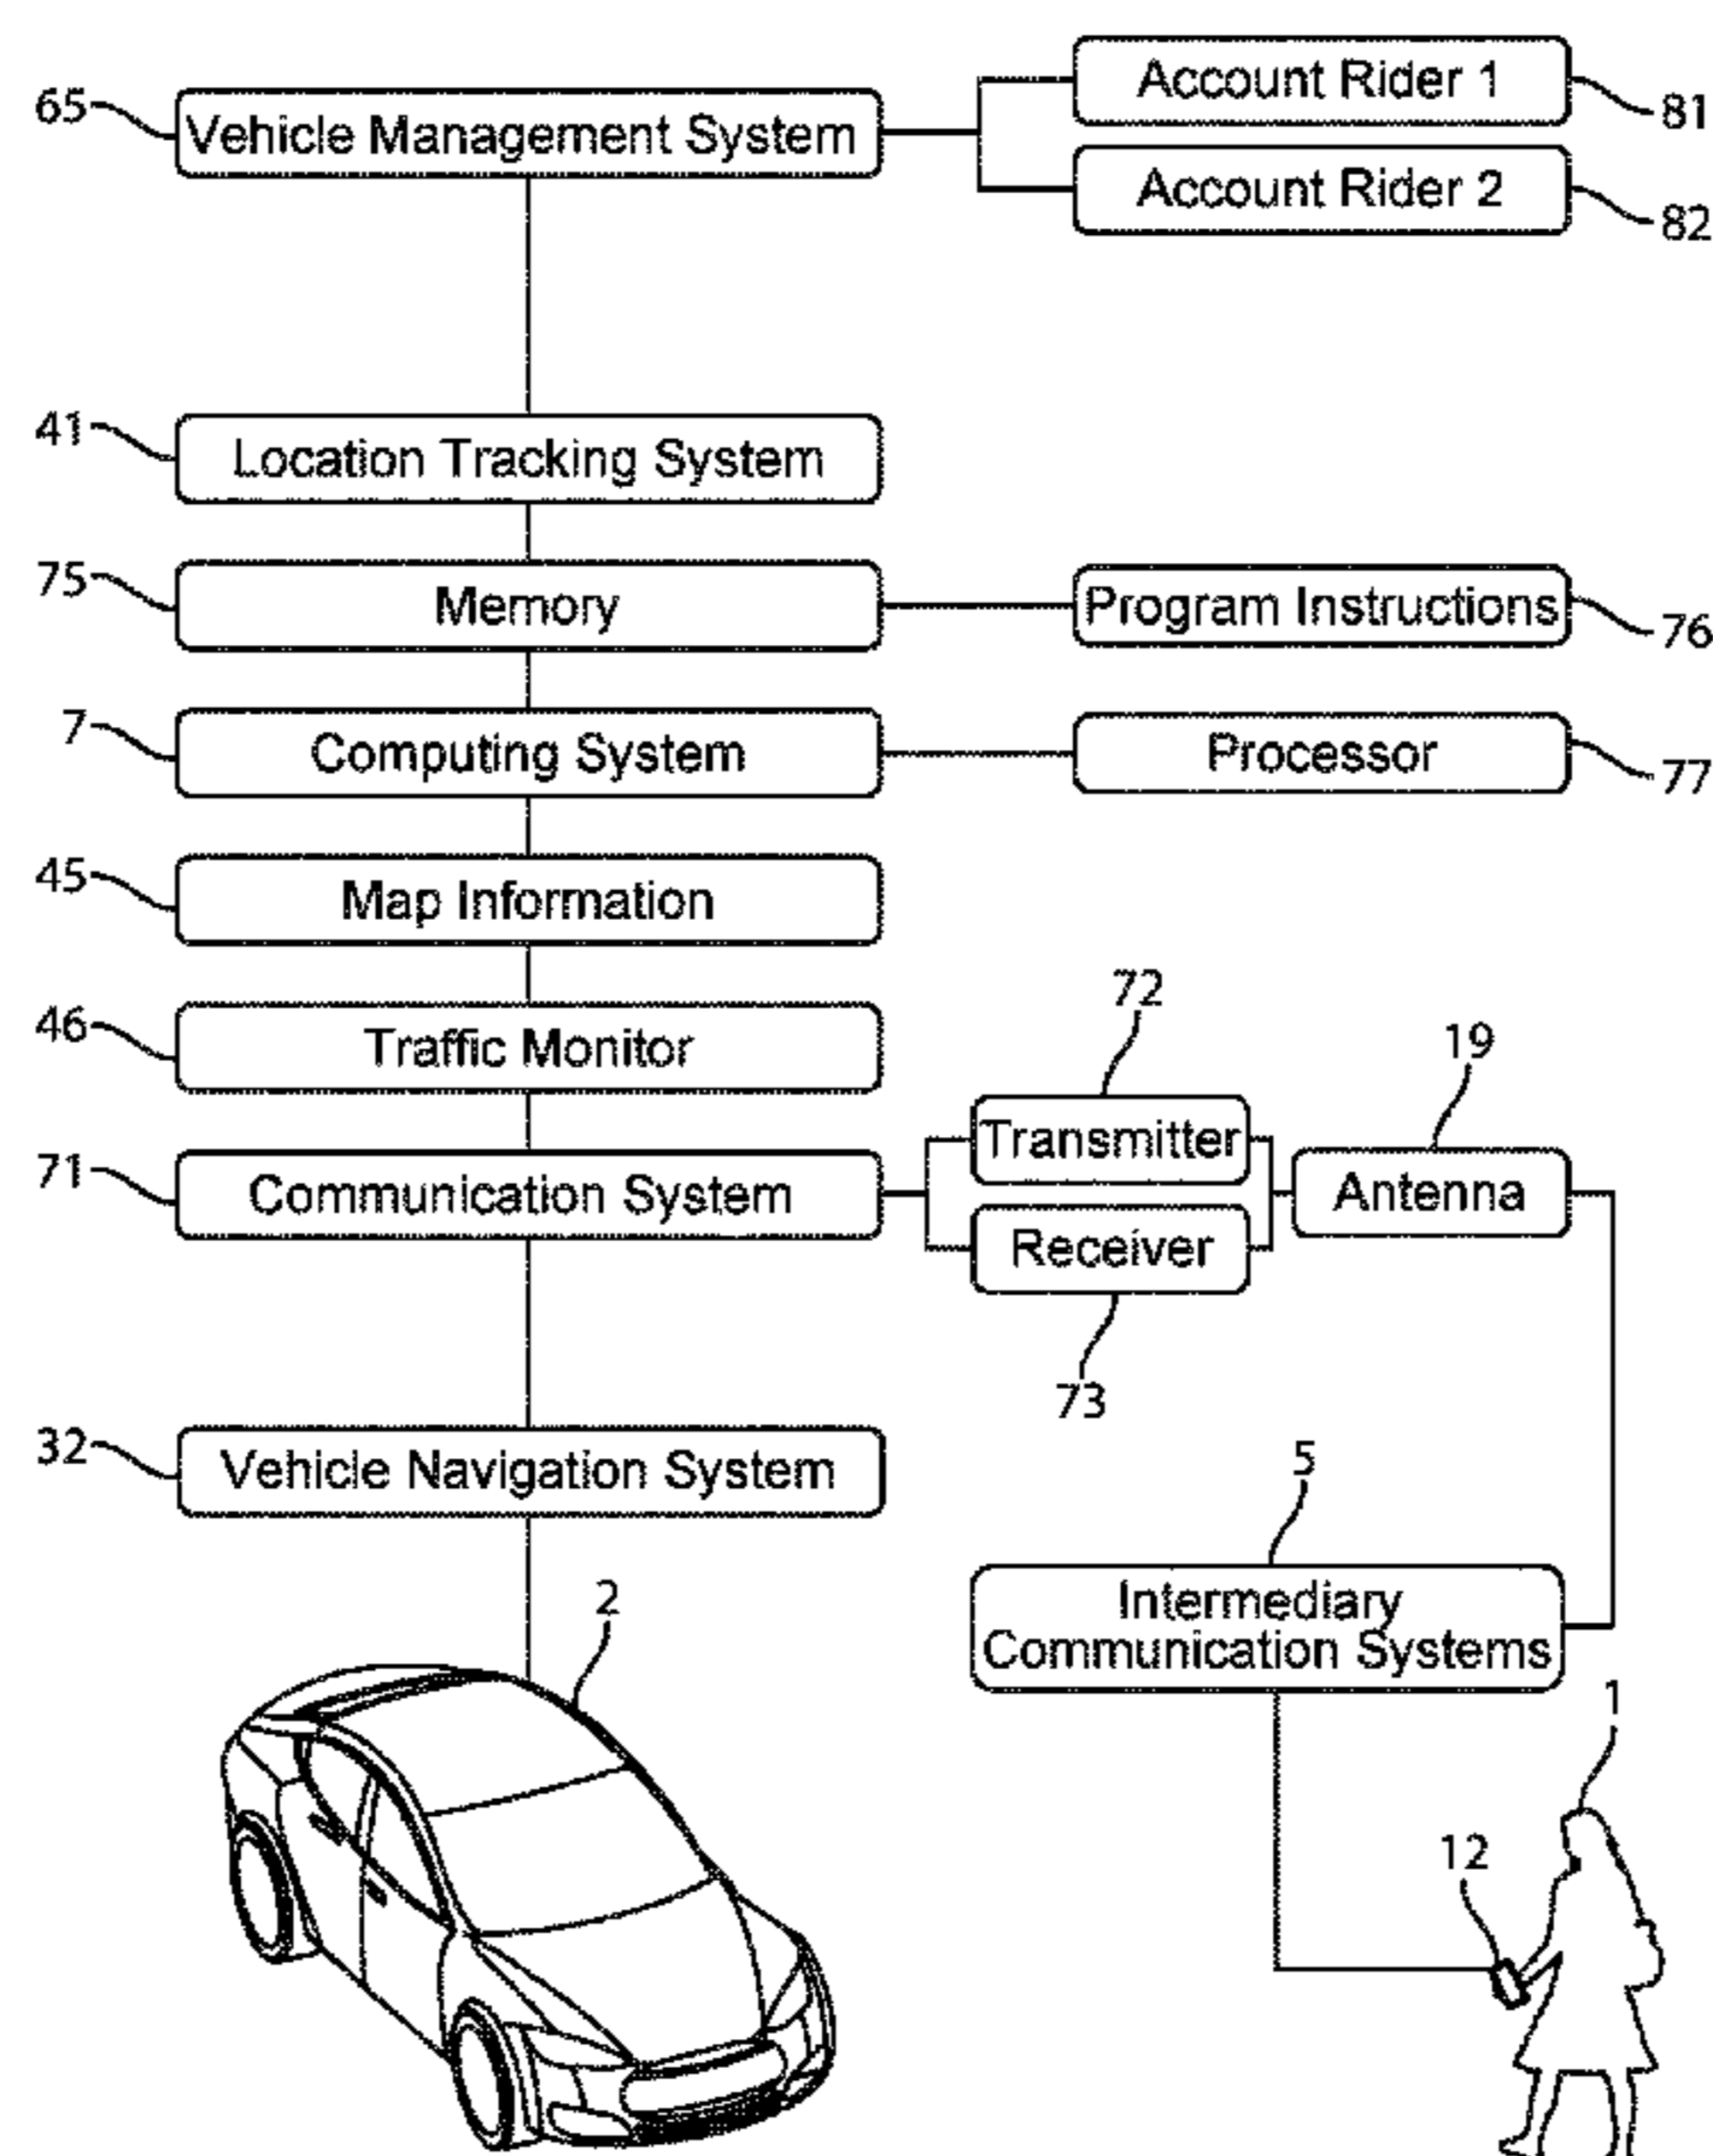 65
Vehicle Management System
Account Rider 1
81
Account Rider 2
82
41
Location Tracking System
75
Memory
Program Instructions
76
7
Computing System
Processor
77
45
Map Information
46
Traffic Monitor
72
19
71
Communication System
Transmitter
Antenna
Receiver
73
32
Vehicle Navigation System
5
Intermediary
Communication Systems
2
1
12